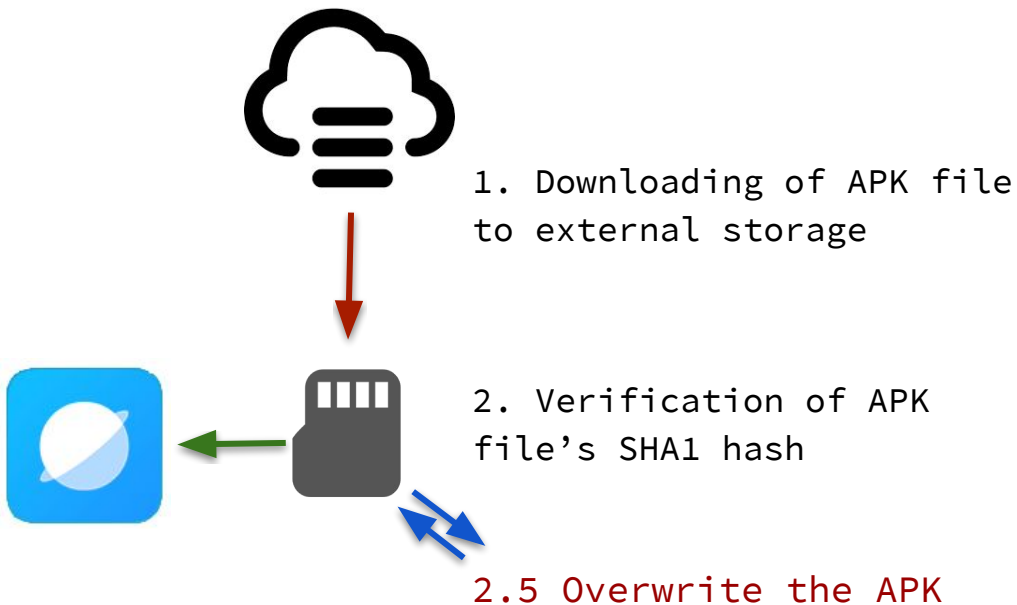 1. Downloading of APK file
to external storage
2. Verification of APK
file’s SHA1 hash
2.5 Overwrite the APK